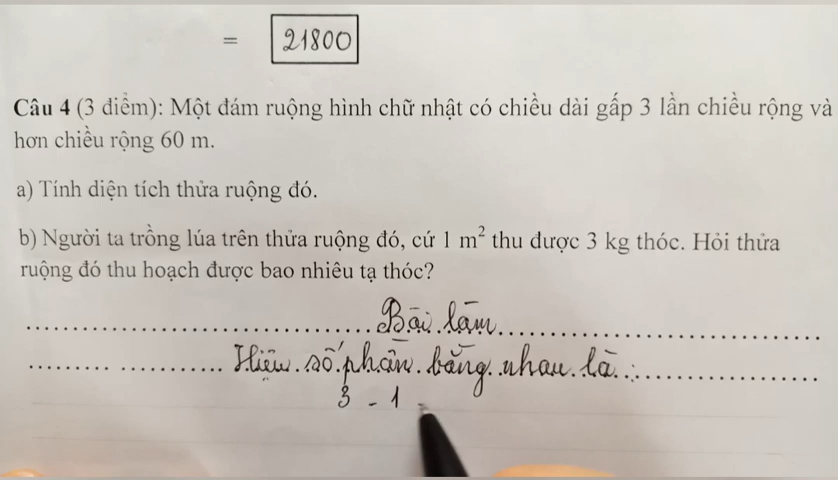 = 21800
Câu 4 (3 điểm): Một đám ruộng hình chữ nhật có chiều dài gấp 3 lần chiều rộng và
hơn chiều rộng 60 m.
a) Tính diện tích thửa ruộng đó.
b) Người ta trồng lúa trên thửa ruộng đó, cứ 1 m² thu được 3 kg thóc. Hỏi thửa
ruộng đó thu hoạch được bao nhiêu tạ thóc?
Bài làm
Hiệu số phần bằng nhau là :
3 - 1